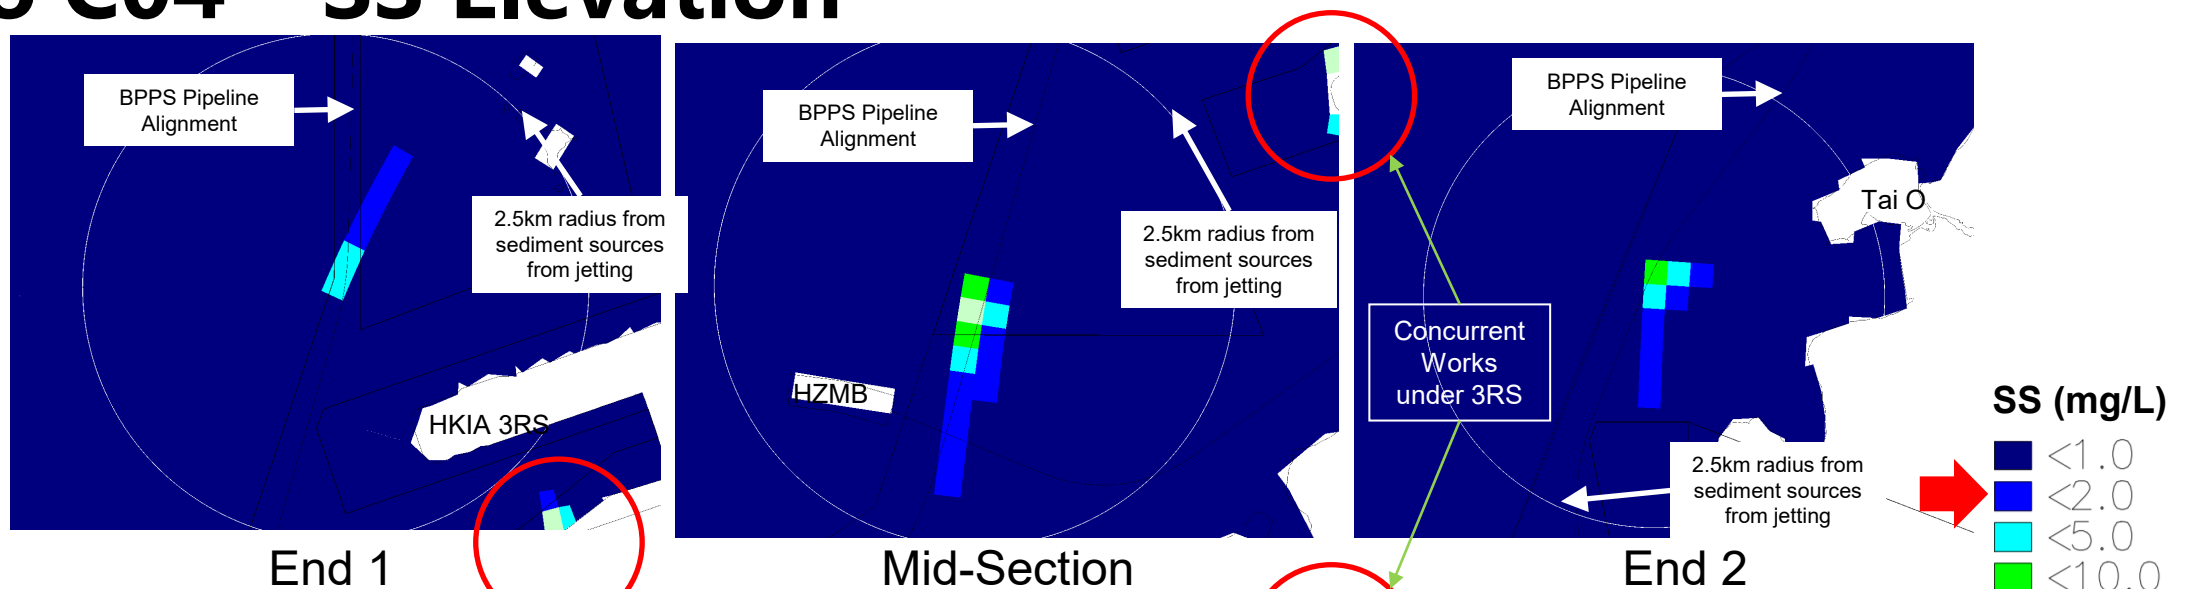 C04
SS Elevation
BPPS Pipeline
Alignment
2.5km radius from
sediment sources
from jetting
HKIA 3RS
End 1
BPPS Pipeline
Alignment
2.5km radius from
sediment sources
from jetting
HZMB
Mid-Section
Concurrent
Works
under 3RS
BPPS Pipeline
Alignment
Tai O
2.5km radius from
sediment sources
from jetting
End 2
SS (mg/L)
<1.0
<2.0
<5.0
<10.0